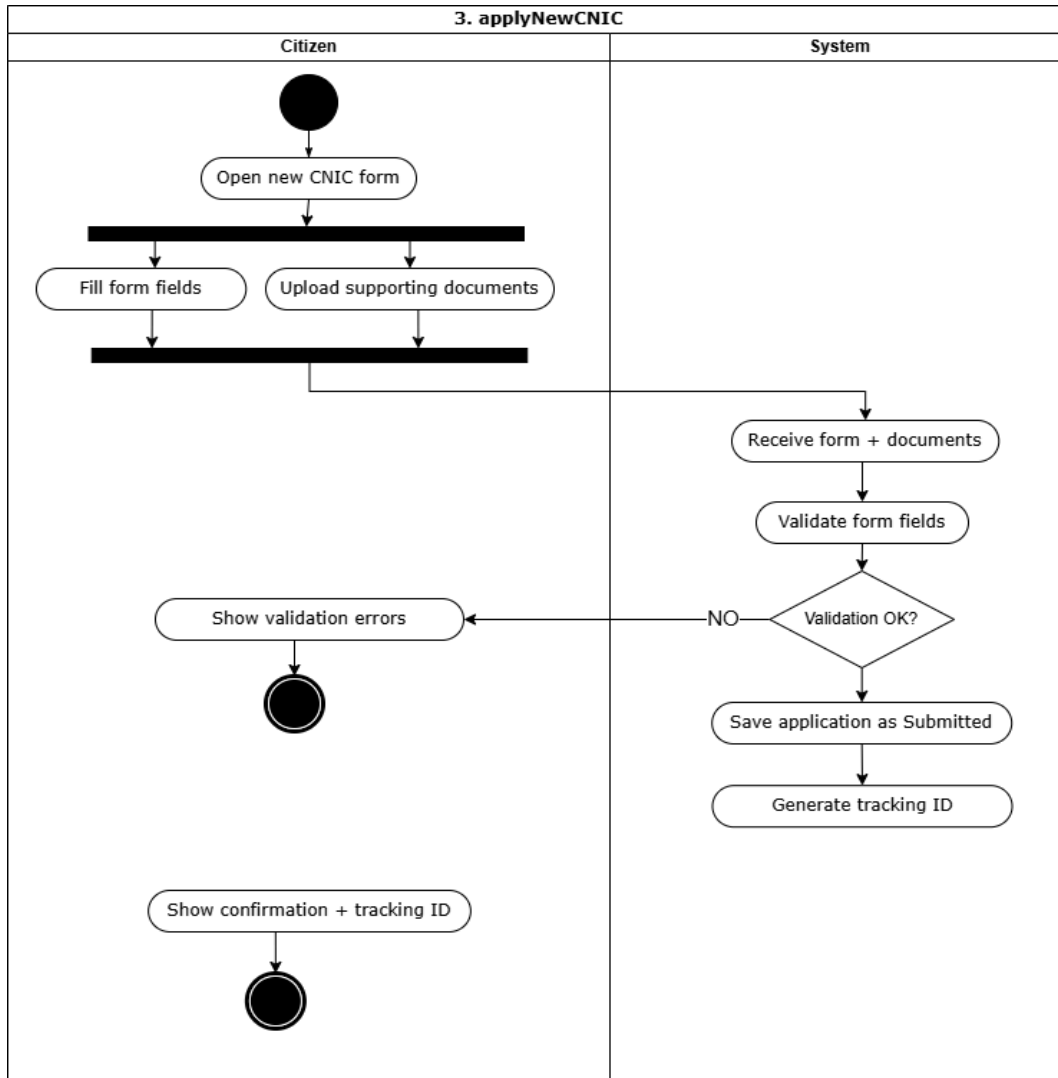 3. applyNewCNIC
Citizen
System
Open new CNIC form
Fill form fields
Upload supporting documents
Receive form + documents
Validate form fields
Show validation errors
NO
Validation OK?
Save application as Submitted
Generate tracking ID
Show confirmation + tracking ID